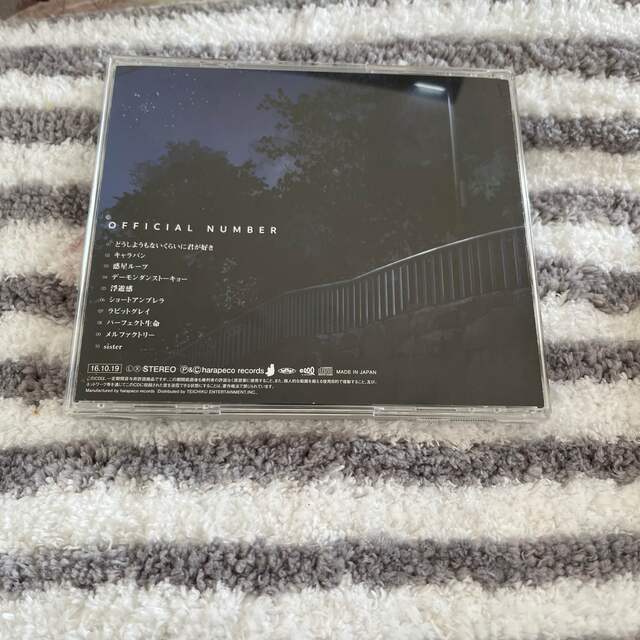 OFFICIAL NUMBER
どうしようもないくらいに君が好き
キャラバン
惑星ループ
デーモンダンストーキョー
浮遊感
ショートアンブレラ
ラビットグレイ
パーフェクト生命
メルファクトリー
sister
16.10.19 STEREO Ⓟ&Ⓒharapeco records MADE IN JAPAN
Manufactured by harapeco records Distributed by TEICHIKU ENTERTAINMENT,INC.